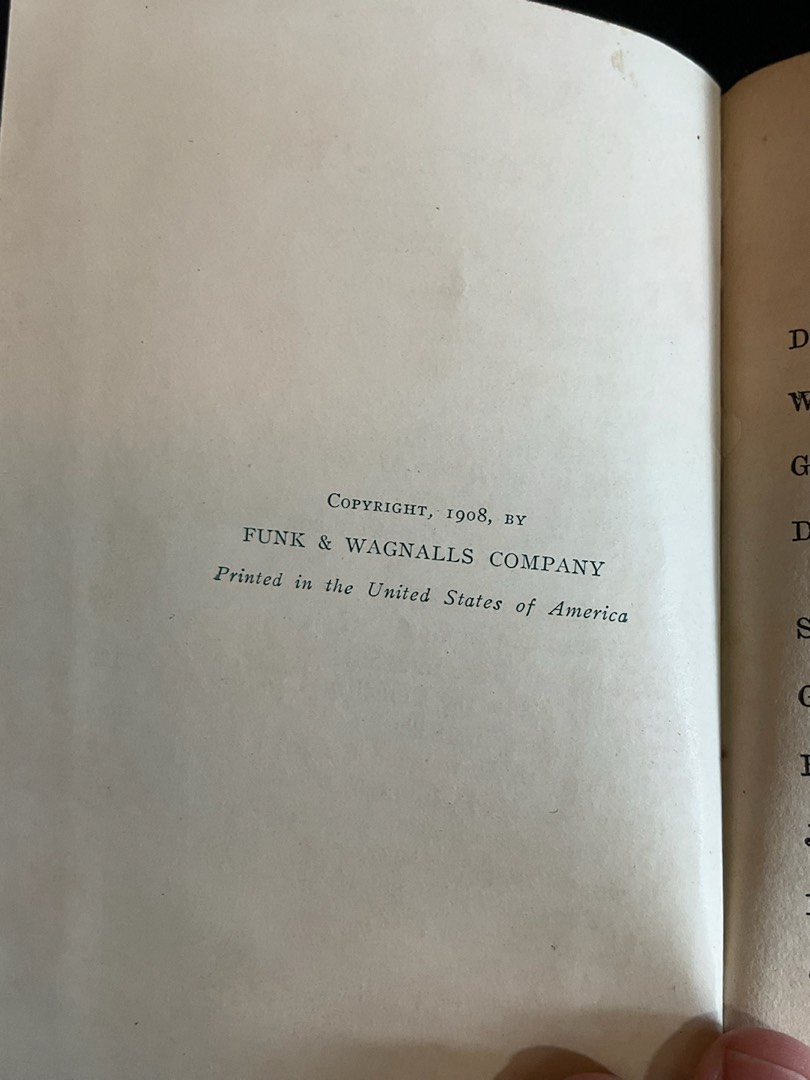 Copyright, 1908, by
FUNK & WAGNALLS COMPANY
Printed in the United States of America
D
W
G
D
S
G